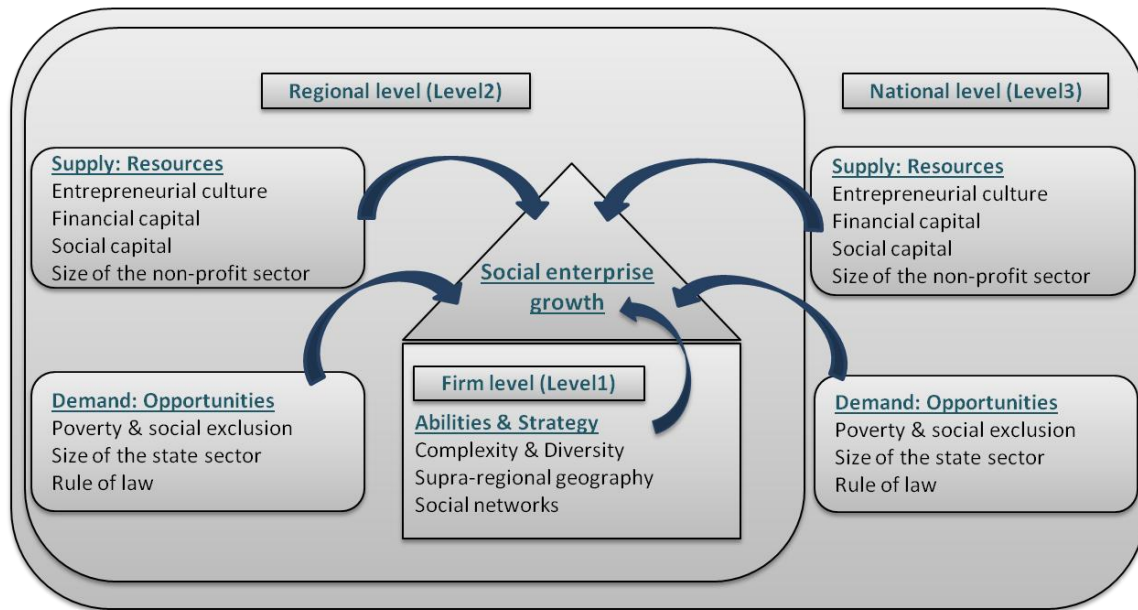 Regional level (Level2)
National level (Level3)
Supply: Resources
Entrepreneurial culture
Financial capital
Social capital
Size of the non-profit sector
Supply: Resources
Entrepreneurial culture
Financial capital
Social capital
Size of the non-profit sector
Social enterprise
growth
Demand: Opportunities
Poverty & social exclusion
Size of the state sector
Rule of law
Firm level (Level1)
Abilities & Strategy
Complexity & Diversity
Supra-regional geography
Social networks
Demand: Opportunities
Poverty & social exclusion
Size of the state sector
Rule of law